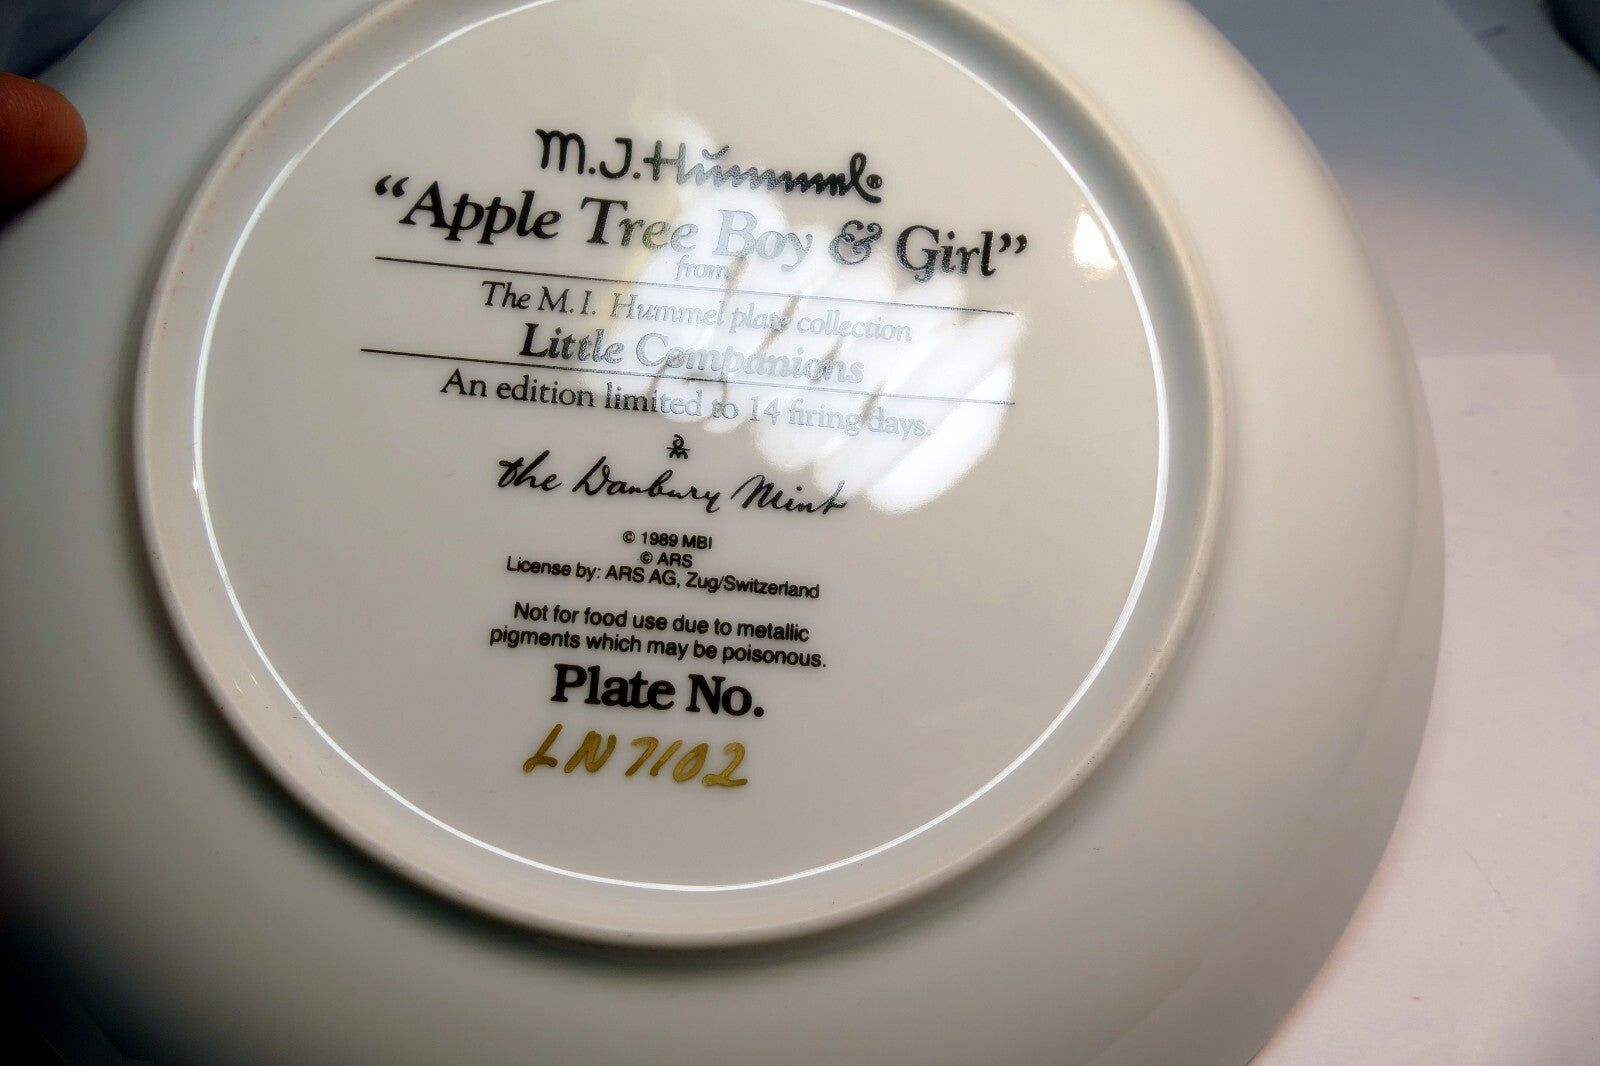 M.J. Hummel®
“Apple Tree Boy & Girl”
from
The M. I. Hummel plate collection
Little Companions
An edition limited to 14 firing days.
the Danbury Mint
© 1989 MBI
© ARS
License by: ARS AG, Zug/Switzerland
Not for food use due to metallic
pigments which may be poisonous.
Plate No.
LN7102